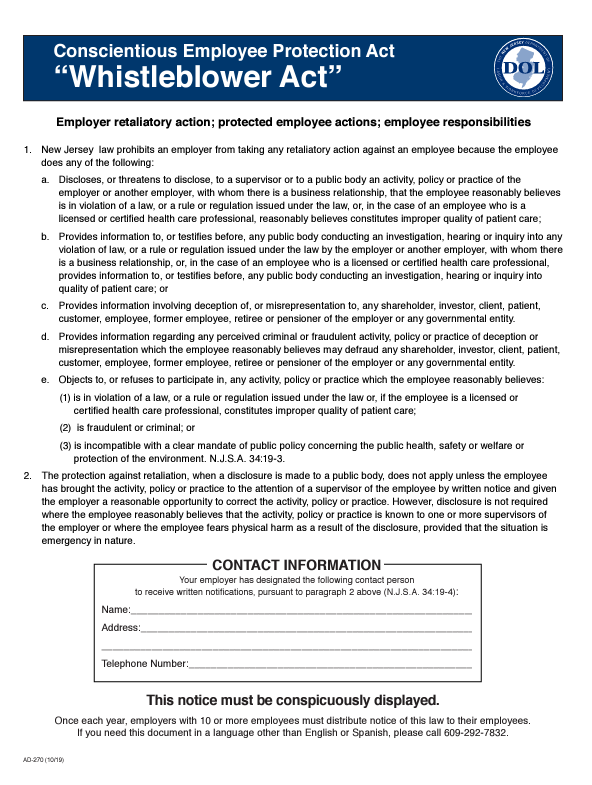 Conscientious Employee Protection Act
“Whistleblower Act”
DOL
Employer retaliatory action; protected employee actions; employee responsibilities
1. New Jersey law prohibits an employer from taking any retaliatory action against an employee because the employee
does any of the following:
a. Discloses, or threatens to disclose, to a supervisor or to a public body an activity, policy or practice of the
employer or another employer, with whom there is a business relationship, that the employee reasonably believes
is in violation of a law, or a rule or regulation issued under the law, or, in the case of an employee who is a
licensed or certified health care professional, reasonably believes constitutes improper quality of patient care;
b. Provides information to, or testifies before, any public body conducting an investigation, hearing or inquiry into any
violation of law, or a rule or regulation issued under the law by the employer or another employer, with whom there
is a business relationship, or, in the case of an employee who is a licensed or certified health care professional,
provides information to, or testifies before, any public body conducting an investigation, hearing or inquiry into
quality of patient care; or
c. Provides information involving deception of, or misrepresentation to, any shareholder, investor, client, patient,
customer, employee, former employee, retiree or pensioner of the employer or any governmental entity.
d. Provides information regarding any perceived criminal or fraudulent activity, policy or practice of deception or
misrepresentation which the employee reasonably believes may defraud any shareholder, investor, client, patient,
customer, employee, former employee, retiree or pensioner of the employer or any governmental entity.
e. Objects to, or refuses to participate in, any activity, policy or practice which the employee reasonably believes:
(1) is in violation of a law, or a rule or regulation issued under the law or, if the employee is a licensed or
certified health care professional, constitutes improper quality of patient care;
(2) is fraudulent or criminal; or
(3) is incompatible with a clear mandate of public policy concerning the public health, safety or welfare or
protection of the environment. N.J.S.A. 34:19-3.
2. The protection against retaliation, when a disclosure is made to a public body, does not apply unless the employee
has brought the activity, policy or practice to the attention of a supervisor of the employee by written notice and given
the employer a reasonable opportunity to correct the activity, policy or practice. However, disclosure is not required
where the employee reasonably believes that the activity, policy or practice is known to one or more supervisors of
the employer or where the employee fears physical harm as a result of the disclosure, provided that the situation is
emergency in nature.
CONTACT INFORMATION
Your employer has designated the following contact person
to receive written notifications, pursuant to paragraph 2 above (N.J.S.A. 34:19-4):
Name:
Address:
Telephone Number:
This notice must be conspicuously displayed.
Once each year, employers with 10 or more employees must distribute notice of this law to their employees.
If you need this document in a language other than English or Spanish, please call 609-292-7832.
AD-270 (10/19)